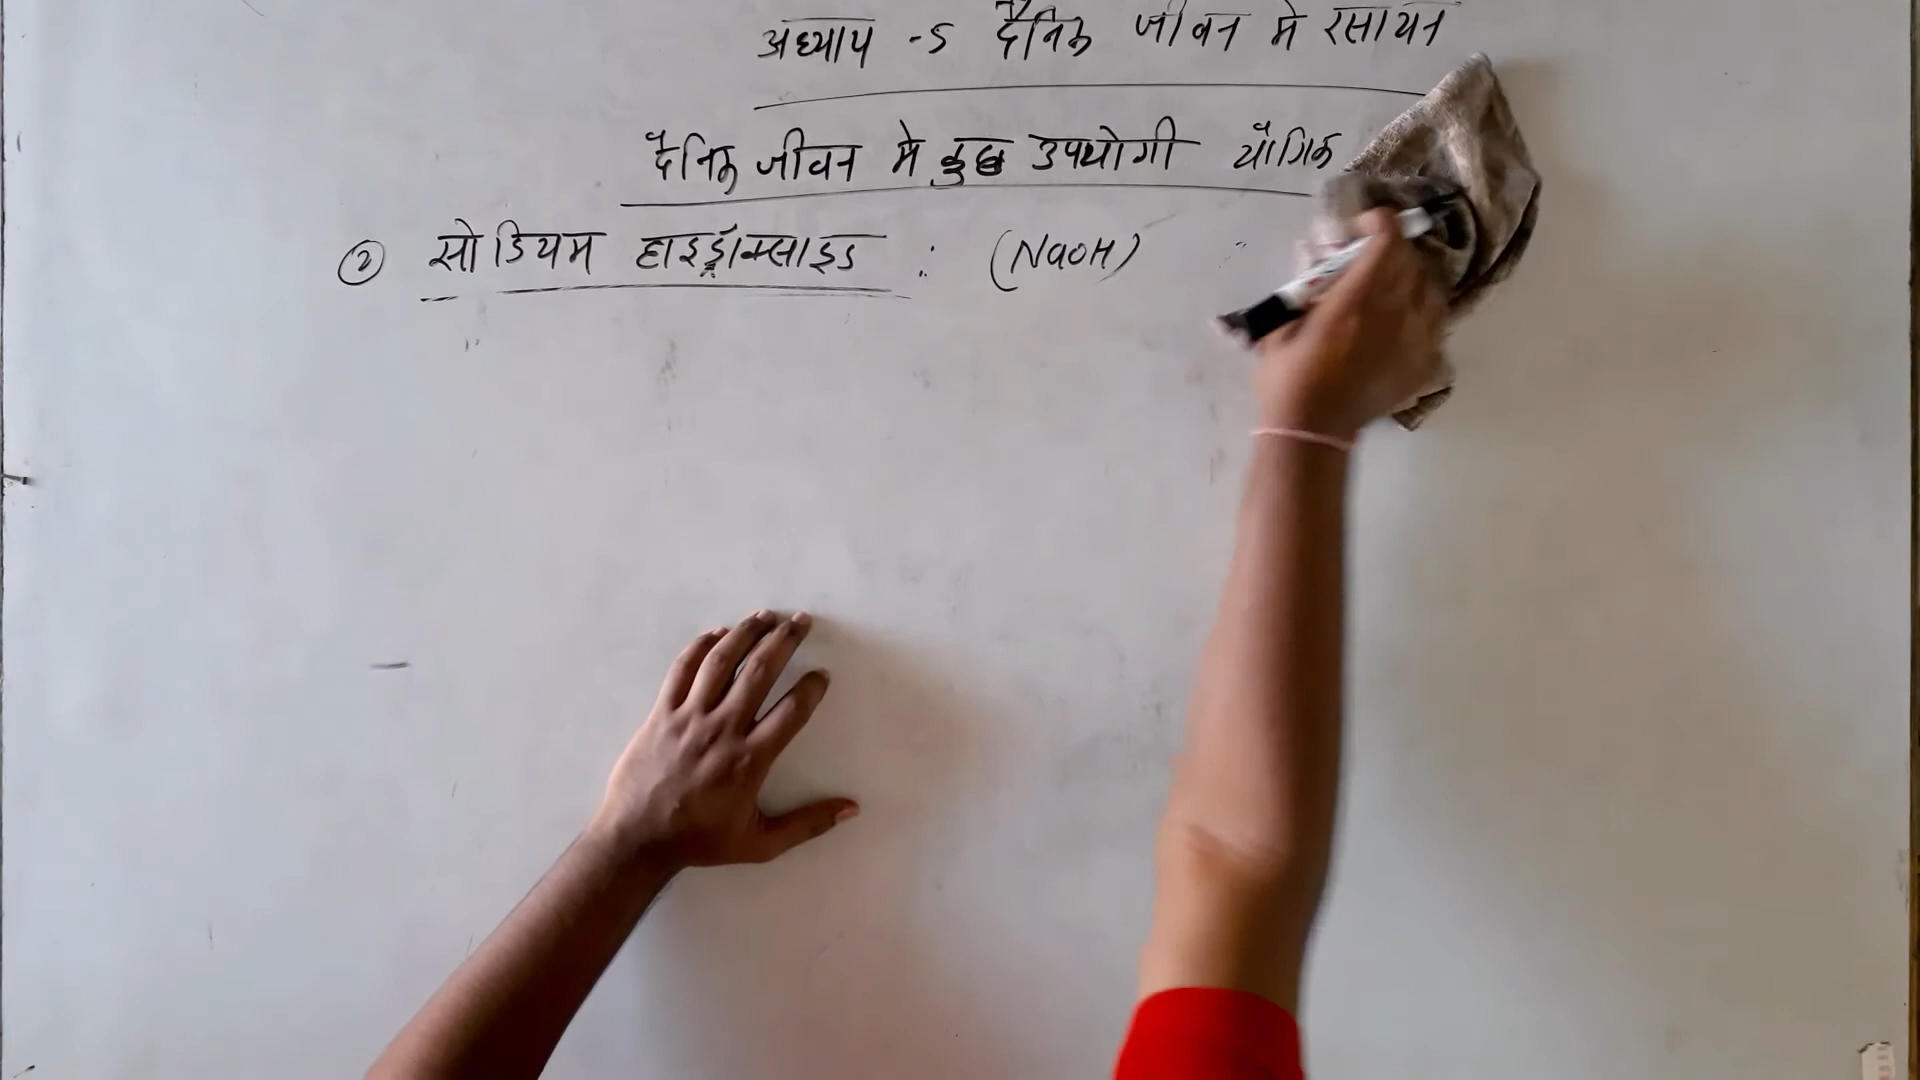 अध्याय -5 दैनिक जीवन मे रसायन
दैनिक जीवन मे कुछ उपयोगी यौगिक
② सोडियम हाइड्रॉक्साइड : (NaOH)